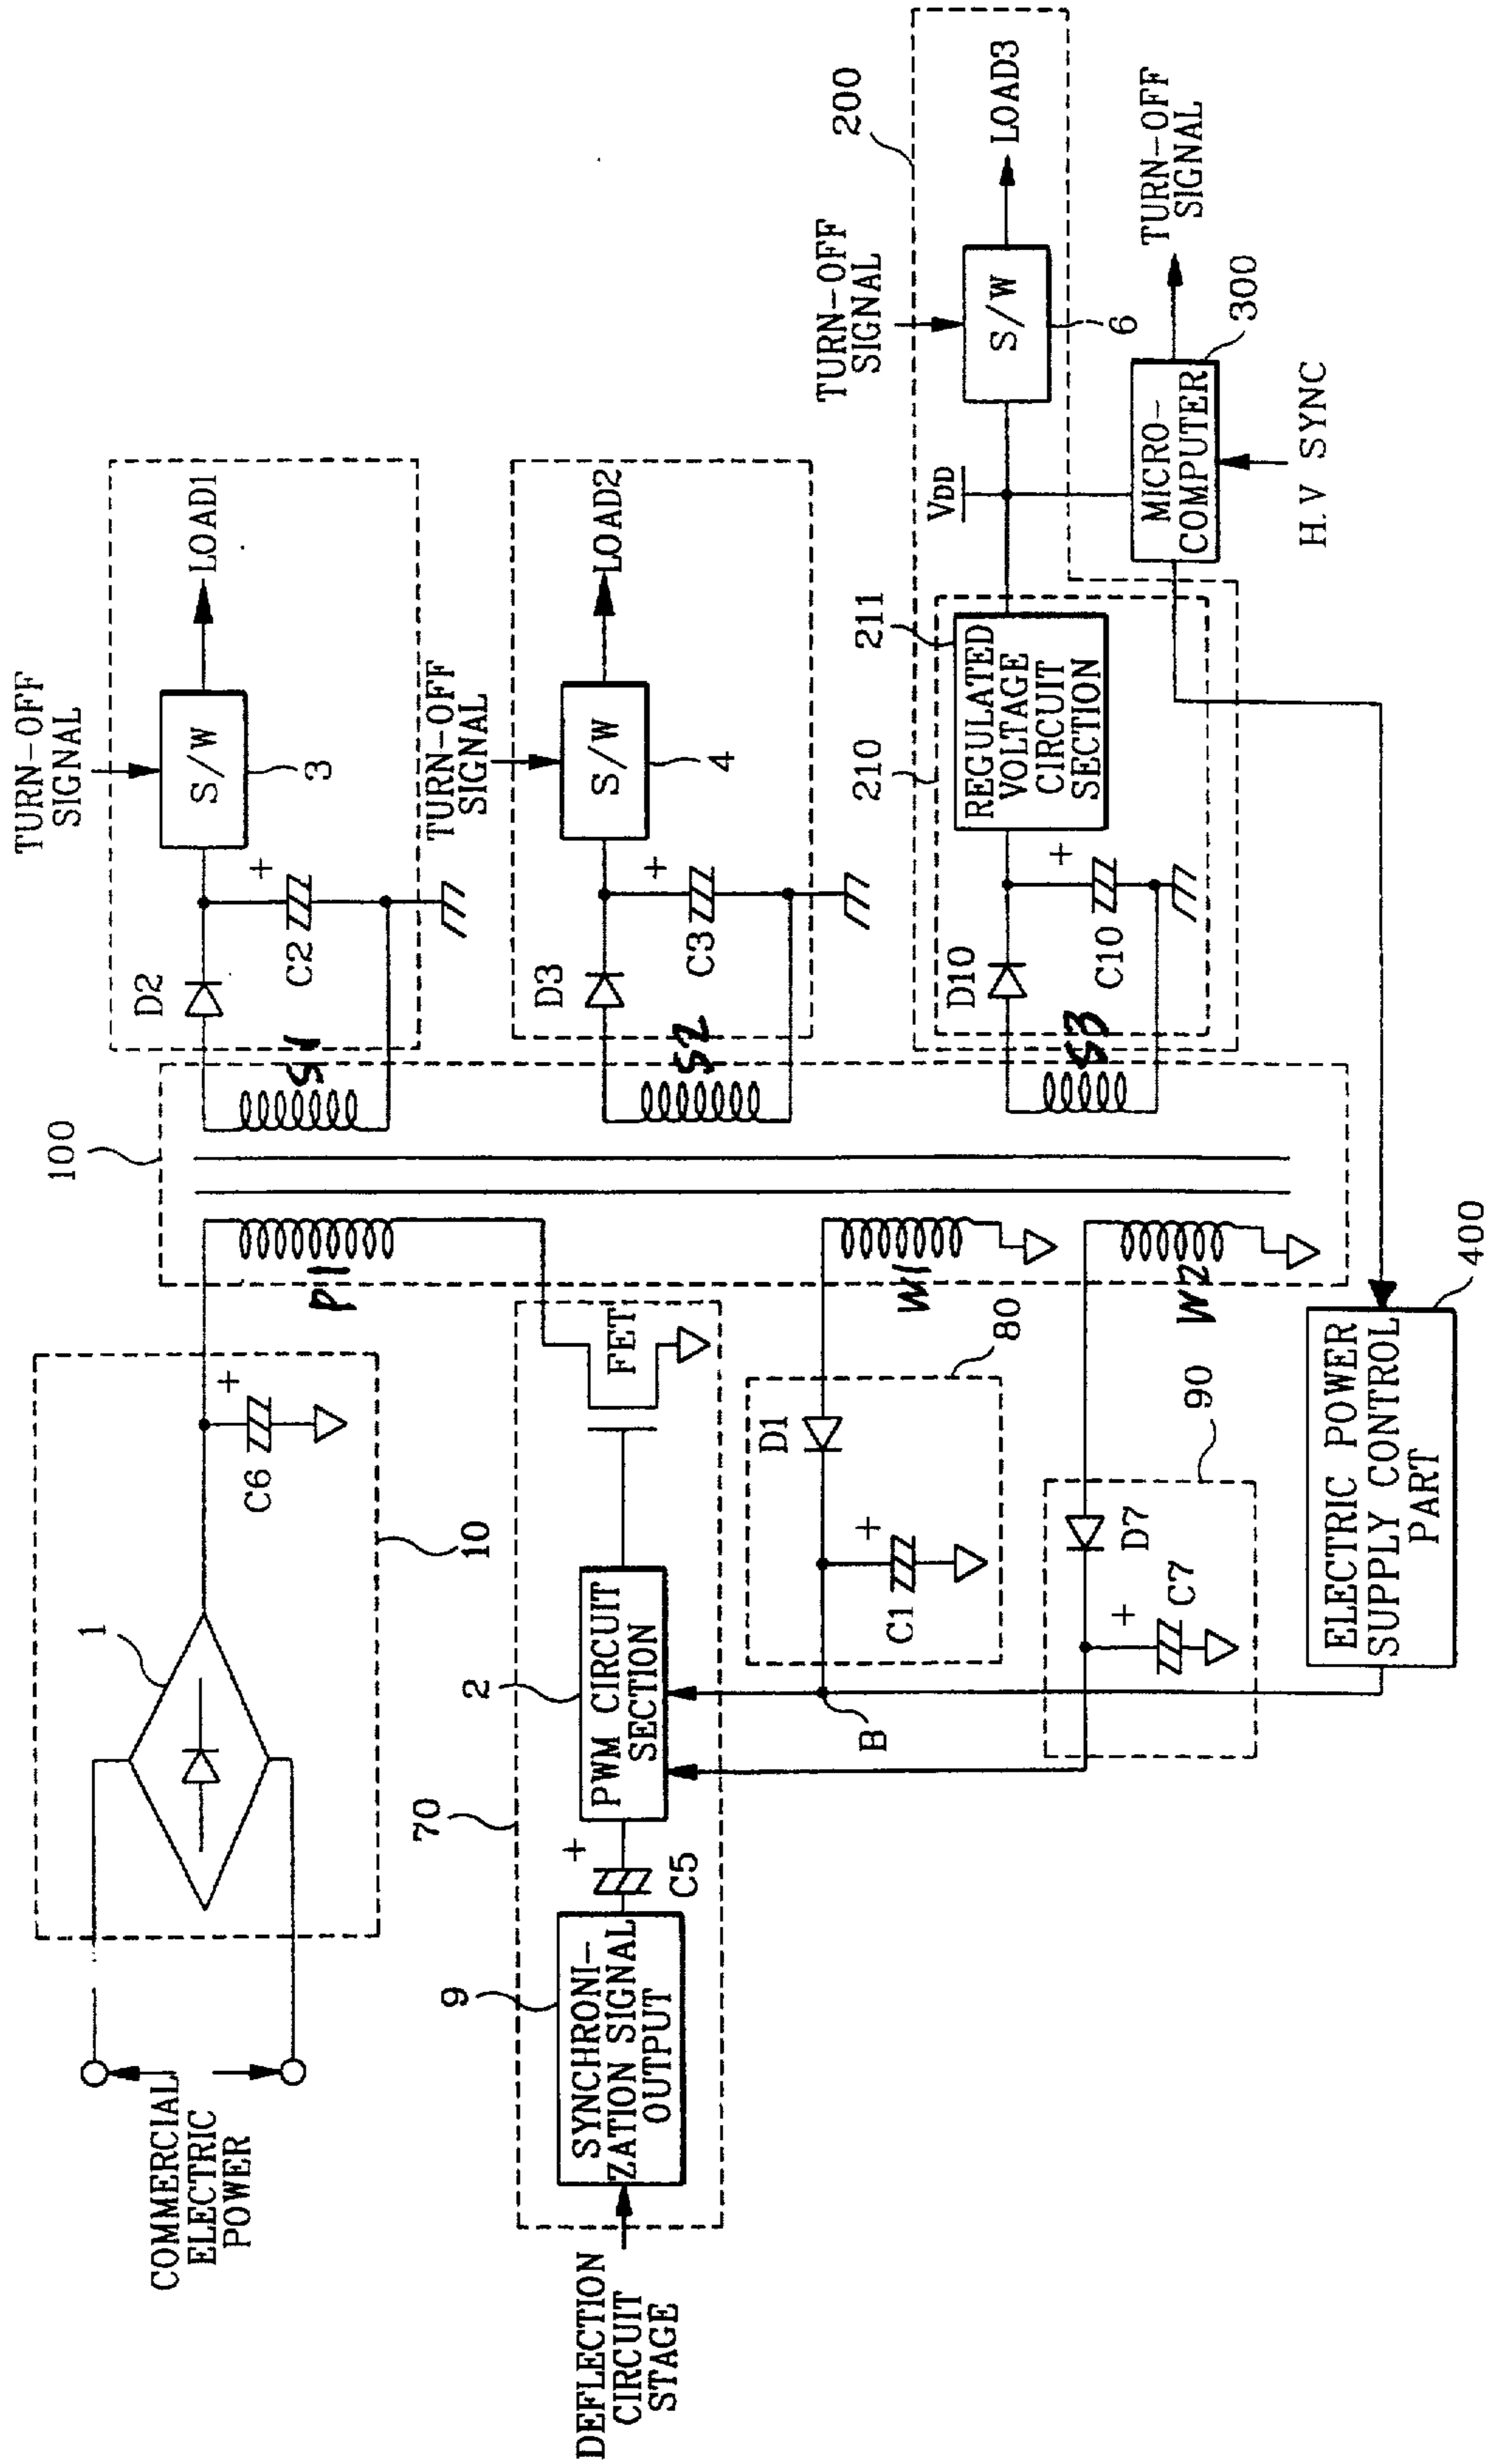 COMMERCIAL
ELECTRIC
POWER
1
10
C6
+
P1
100
S1
D2
C2
+
TURN-OFF
SIGNAL
S/W
3
LOAD1
DEFLECTION
CIRCUIT
STAGE
70
9
SYNCHRONI-
ZATION SIGNAL
OUTPUT
+
C5
2
PWM CIRCUIT
SECTION
FET
S2
D3
C3
+
TURN-OFF
SIGNAL
S/W
4
LOAD2
B
C1
+
D1
80
W1
90
+
C7
D7
W2
S3
D10
C10
+
210
211
REGULATED
VOLTAGE
CIRCUIT
SECTION
VDD
TURN-OFF
SIGNAL
S/W
6
LOAD3
200
MICRO-
COMPUTER
300
TURN-OFF
SIGNAL
H.V SYNC
ELECTRIC POWER
SUPPLY CONTROL
PART
400